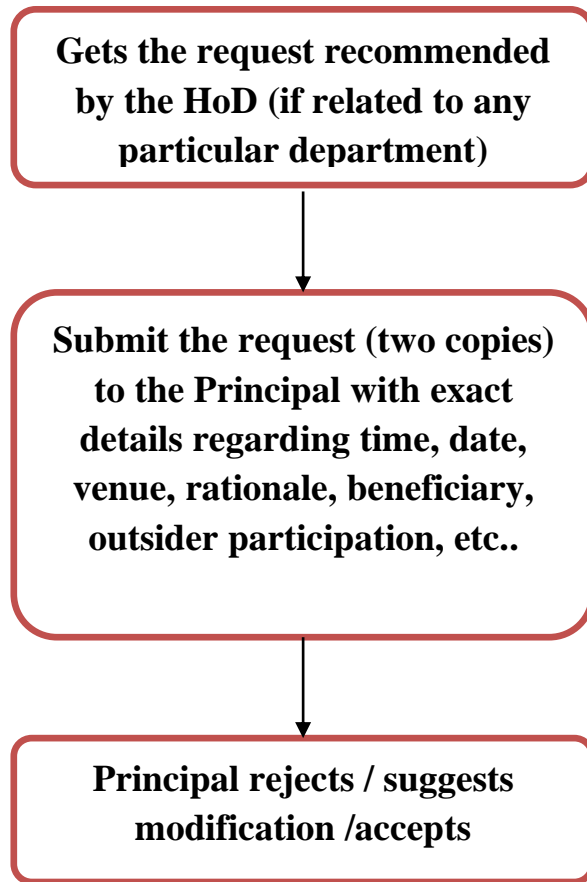 Gets the request recommended
by the HoD (if related to any
particular department)
Submit the request (two copies)
to the Principal with exact
details regarding time, date,
venue, rationale, beneficiary,
outsider participation, etc..
Principal rejects / suggests
modification /accepts